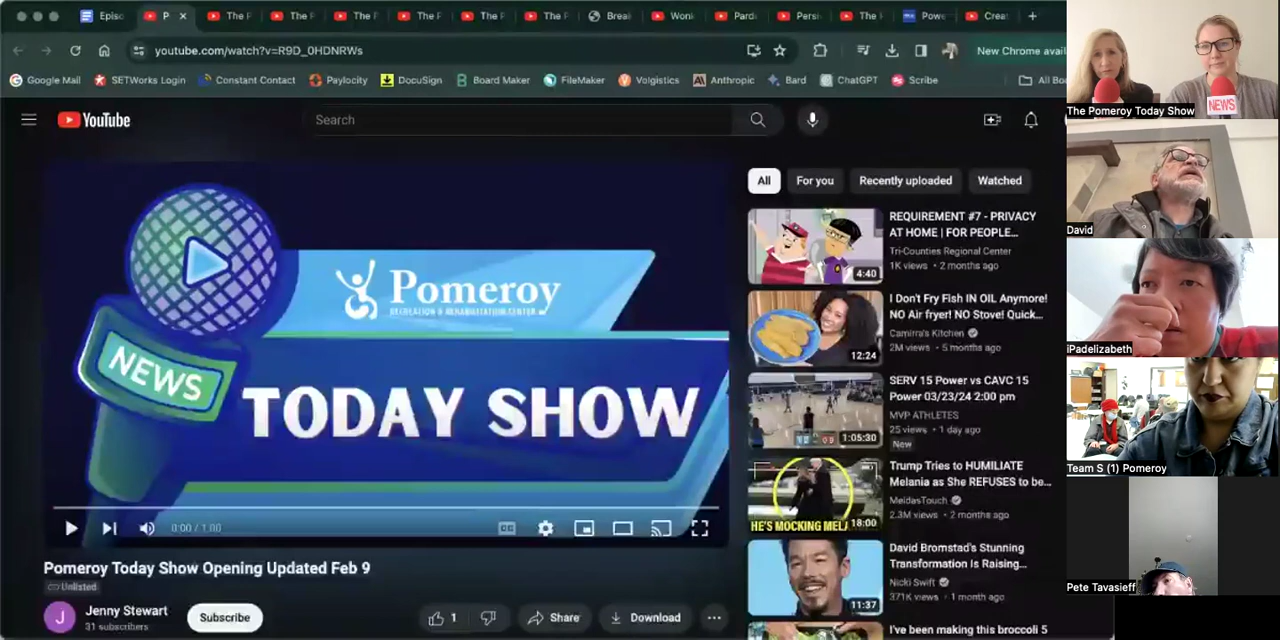 Episo
P
The P
The P
The F
The F
The F
The F
Break
Wonk
Pard
Persi
The I
Powe
Creat
youtube.com/watch?v=R9D_0HDNRWs
New Chrome avail
Google Mail
SETWorks Login
Constant Contact
Paylocity
DocuSign
Board Maker
FileMaker
Volgistics
Anthropic
Bard
ChatGPT
Scribe
All Bo
YouTube
Search
Pomeroy
RECREATION & REHABILITATION CENTER
NEWS
TODAY SHOW
0:00 / 1:00
CC
Pomeroy Today Show Opening Updated Feb 9
Unlisted
J
Jenny Stewart
31 subscribers
Subscribe
1
Share
Download
All
For you
Recently uploaded
Watched
4:40
REQUIREMENT #7 - PRIVACY
AT HOME | FOR PEOPLE...
Tri-Counties Regional Center
1K views • 2 months ago
12:24
I Don't Fry Fish IN OIL Anymore!
NO Air fryer! NO Stove! Quick...
Camirra's Kitchen
2M views • 5 months ago
1:05:30
SERV 15 Power vs CAVC 15
Power 03/23/24 2:00 pm
MVP ATHLETES
25 views • 1 day ago
New
HE'S MOCKING MEL
18:00
Trump Tries to HUMILIATE
Melania as She REFUSES to be...
MeidasTouch
2.3M views • 2 months ago
11:37
David Bromstad's Stunning
Transformation Is Raising...
Nicki Swift
371K views • 1 month ago
I've been making this broccoli 5
NEWS
The Pomeroy Today Show
David
iPadelizabeth
Team S (1) Pomeroy
Pete Tavasieff